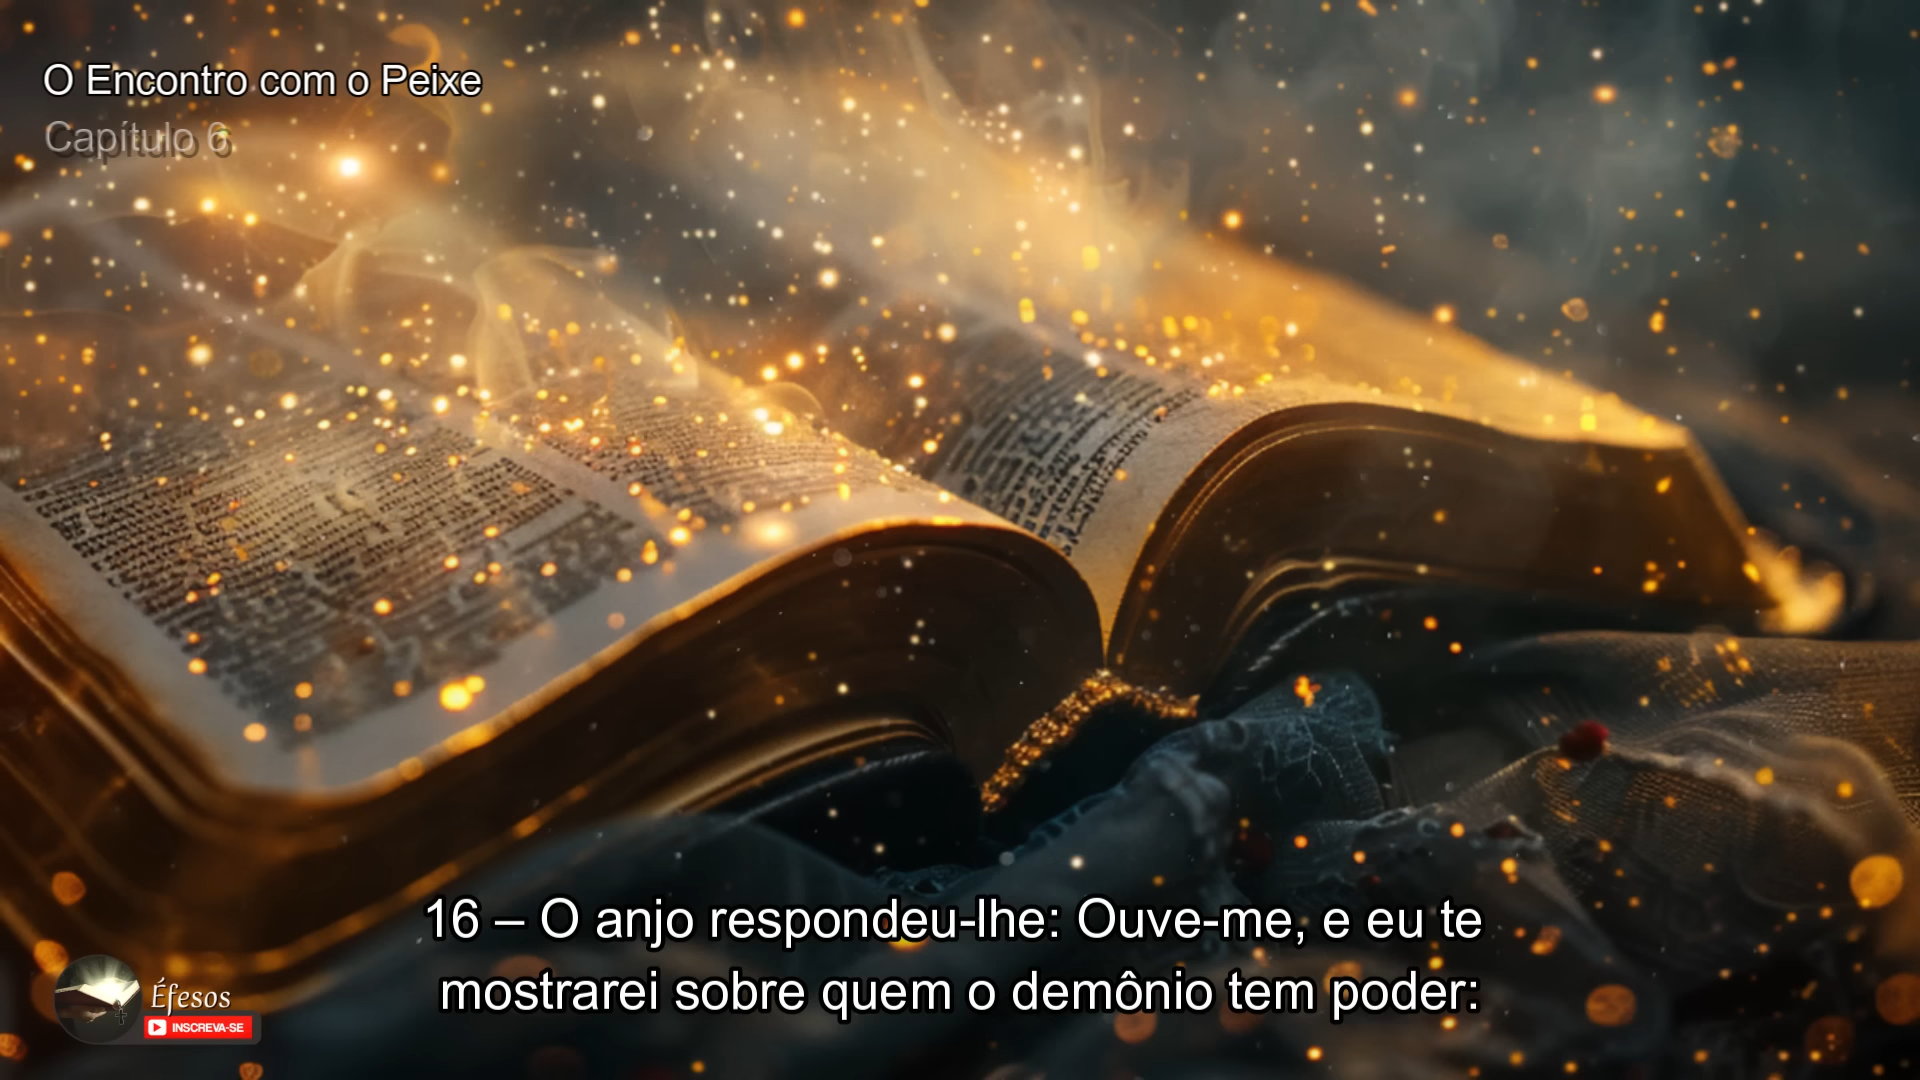 O Encontro com o Peixe
Capítulo 6
16 – O anjo respondeu-lhe: Ouve-me, e eu te
mostrarei sobre quem o demônio tem poder:
Éfesos
INSCREVA-SE